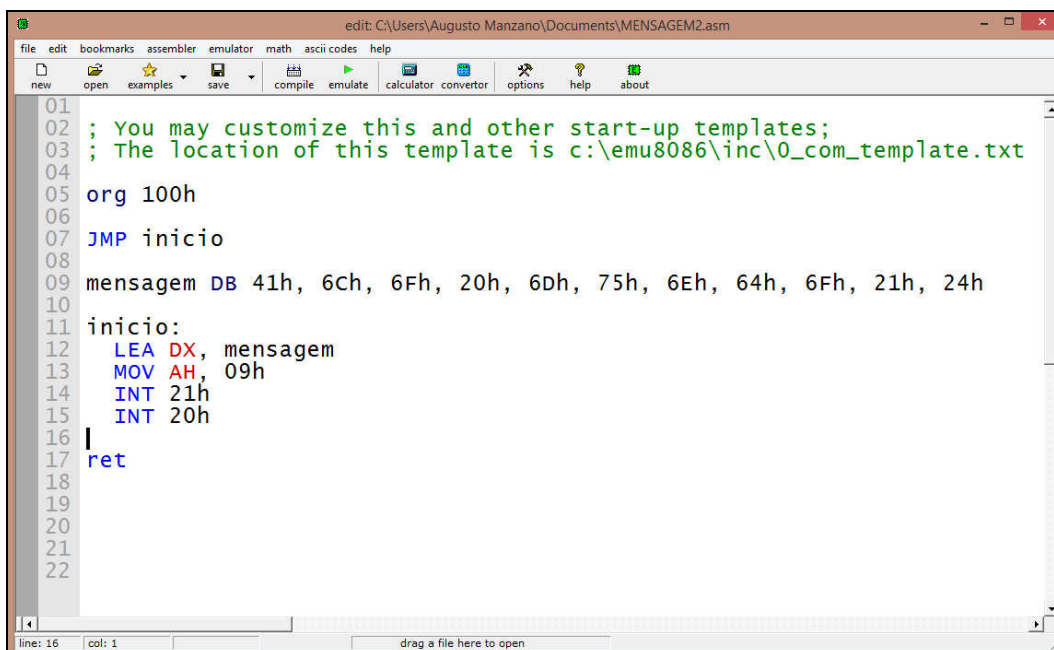 edit: C:\Users\Augusto Manzano\Documents\MENSAGEM2.asm
file edit bookmarks assembler emulator math ascii codes help
new open examples save compile emulate calculator convertor options help about
01
02 ; You may customize this and other start-up templates;
03 ; The location of this template is c:\emu8086\inc\0_com_template.txt
04
05 org 100h
06
07 JMP inicio
08
09 mensagem DB 41h, 6Ch, 6Fh, 20h, 6Dh, 75h, 6Eh, 64h, 6Fh, 21h, 24h
10
11 inicio:
12 LEA DX, mensagem
13 MOV AH, 09h
14 INT 21h
15 INT 20h
16
17 ret
18
19
20
21
22
line: 16 col: 1 drag a file here to open